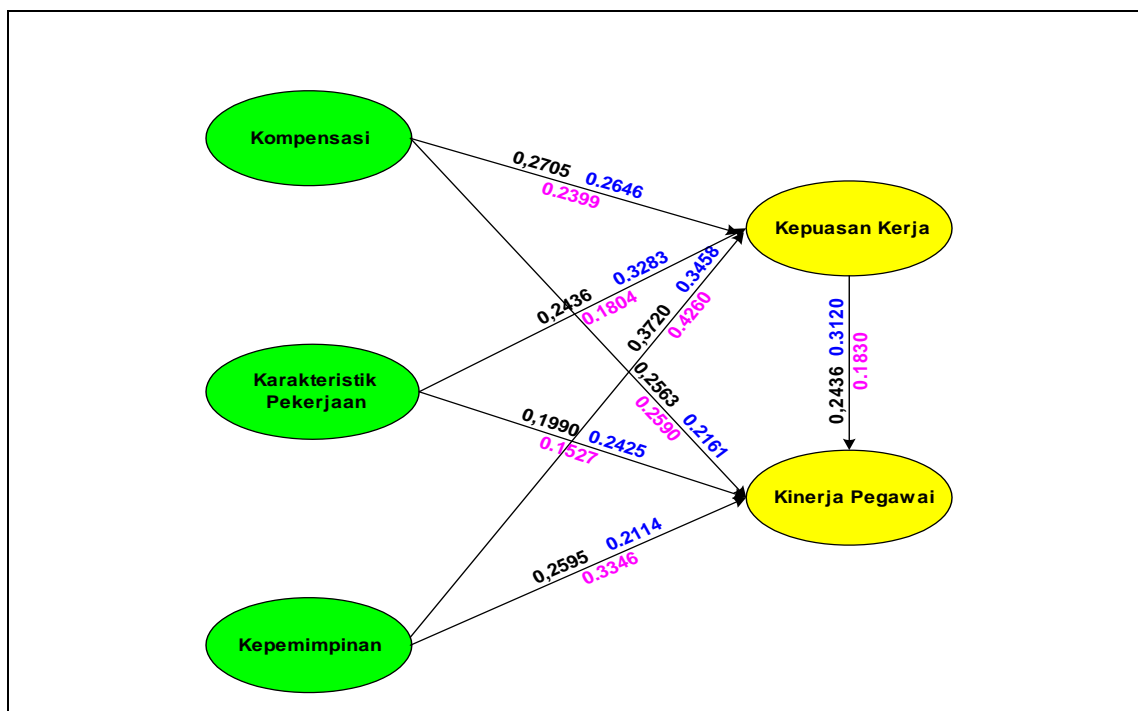 Kompensasi
0,2705 0.2646
0.2399
Kepuasan Kerja
0,2436 0.3283
0.1804
0,3720 0.3458
0.4260
0,2436 0.3120
0.1830
Karakteristik
Pekerjaan
0,2563 0.2161
0.2590
0,1990 0.2425
0.1527
Kinerja Pegawai
0,2595 0.2114
0.3346
Kepemimpinan